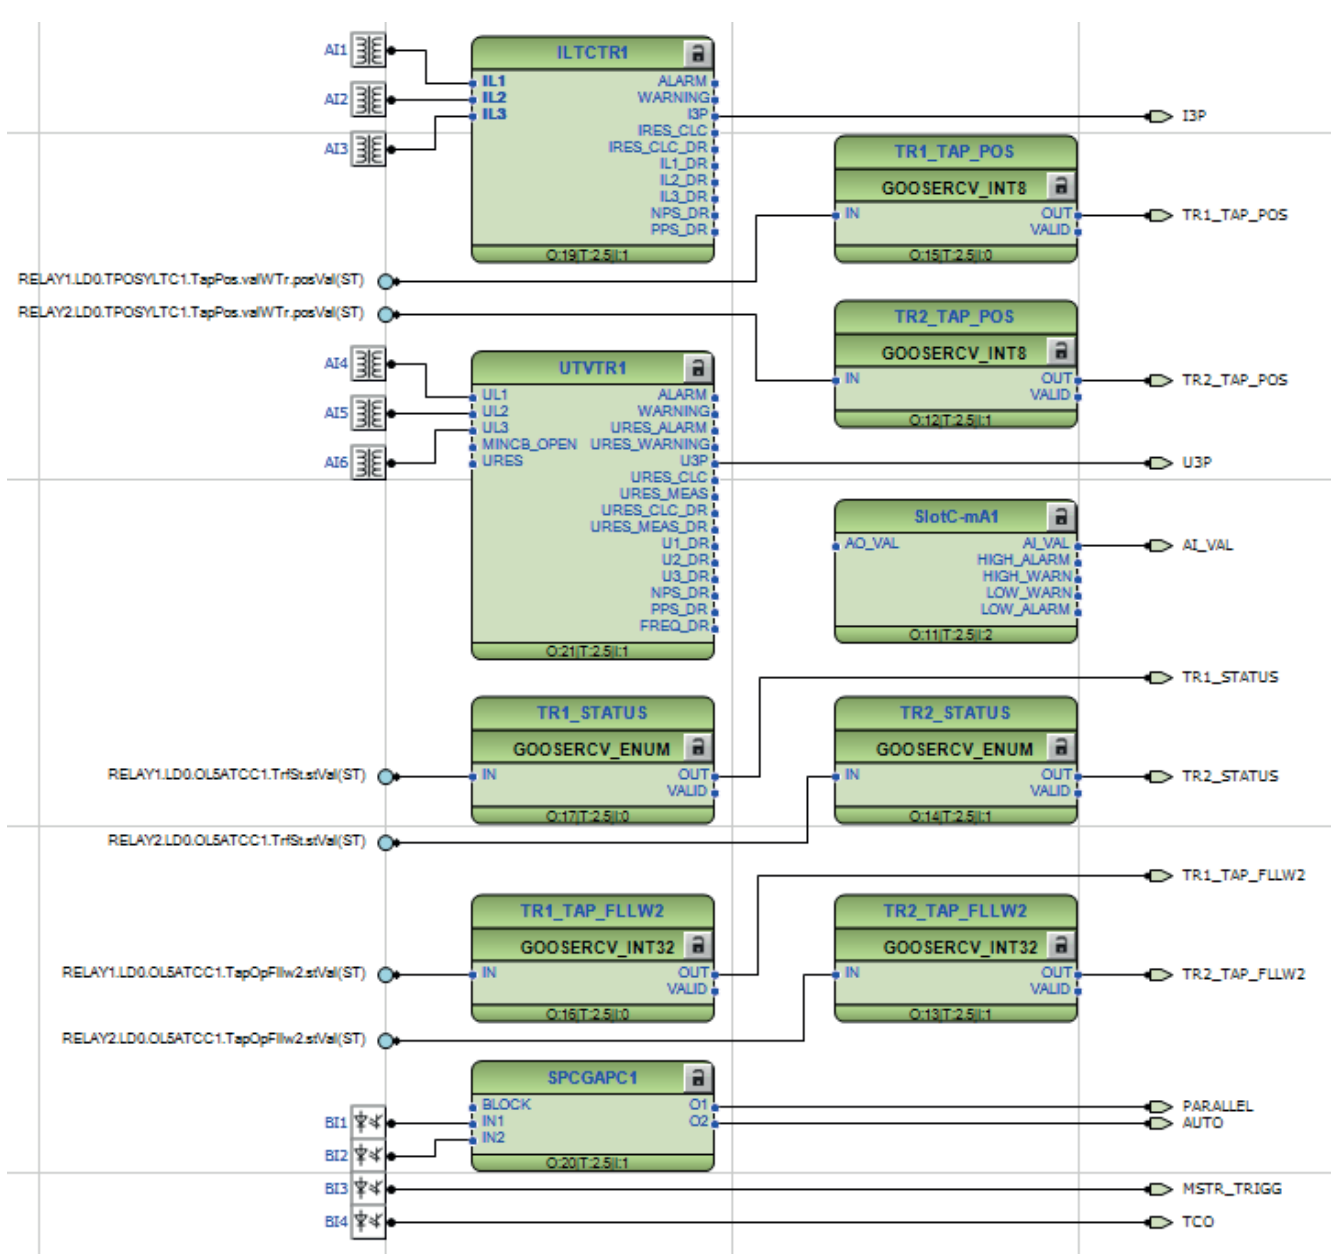 AI1
AI2
AI3
ILTCTR1
IL1
IL2
IL3
ALARM
WARNING
I3P
IRES_CLC
IRES_CLC_DR
IL1_DR
IL2_DR
IL3_DR
NPS_DR
PPS_DR
O:19|T:2.5|I:1
I3P
TR1_TAP_POS
GOOSERCV_INT8
IN
OUT
VALID
O:15|T:2.5|I:0
TR1_TAP_POS
RELAY1.LD0.TPOSYLTC1.TapPos.valWTr.posVal(ST)
RELAY2.LD0.TPOSYLTC1.TapPos.valWTr.posVal(ST)
TR2_TAP_POS
GOOSERCV_INT8
IN
OUT
VALID
O:12|T:2.5|I:1
TR2_TAP_POS
AI4
AI5
AI6
UTVTR1
UL1
UL2
UL3
MINCB_OPEN
URES
ALARM
WARNING
URES_ALARM
URES_WARNING
U3P
URES_CLC
URES_MEAS
URES_CLC_DR
URES_MEAS_DR
U1_DR
U2_DR
U3_DR
NPS_DR
PPS_DR
FREQ_DR
O:21|T:2.5|I:1
U3P
SlotC-mA1
AO_VAL
AI_VAL
HIGH_ALARM
HIGH_WARN
LOW_WARN
LOW_ALARM
O:11|T:2.5|I:2
AI_VAL
TR1_STATUS
TR1_STATUS
GOOSERCV_ENUM
IN
OUT
VALID
O:17|T:2.5|I:0
RELAY1.LD0.OL5ATCC1.TrfSt.stVal(ST)
TR2_STATUS
GOOSERCV_ENUM
IN
OUT
VALID
O:14|T:2.5|I:1
TR2_STATUS
RELAY2.LD0.OL5ATCC1.TrfSt.stVal(ST)
TR1_TAP_FLLW2
TR1_TAP_FLLW2
GOOSERCV_INT32
IN
OUT
VALID
O:16|T:2.5|I:0
RELAY1.LD0.OL5ATCC1.TapOpFllw2.stVal(ST)
TR2_TAP_FLLW2
GOOSERCV_INT32
IN
OUT
VALID
O:13|T:2.5|I:1
TR2_TAP_FLLW2
RELAY2.LD0.OL5ATCC1.TapOpFllw2.stVal(ST)
SPCGAPC1
BLOCK
IN1
IN2
O1
O2
O:20|T:2.5|I:1
BI1
BI2
BI3
BI4
PARALLEL
AUTO
MSTR_TRIGG
TCO